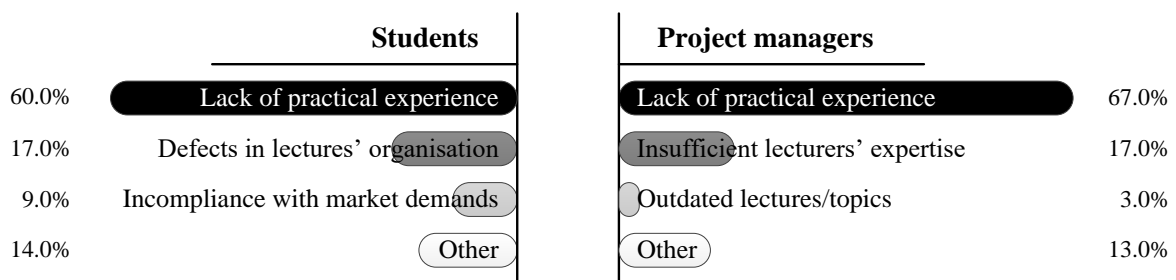 Students Project managers
60.0% Lack of practical experience Lack of practical experience 67.0%
17.0% Defects in lectures’ organisation Insufficient lecturers’ expertise 17.0%
9.0% Incompliance with market demands Outdated lectures/topics 3.0%
14.0% Other Other 13.0%